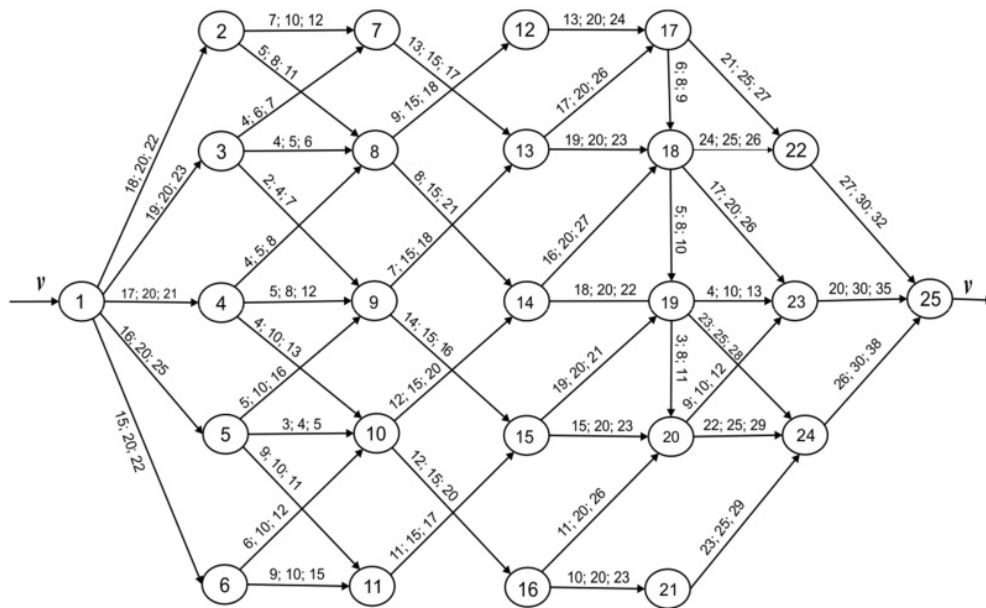 2
7; 10; 12
7
12
13; 20; 24
17
5; 8; 11
13; 15; 17
9; 15; 18
17; 20; 26
6; 8; 9
21; 25; 27
18; 20; 22
4; 6; 7
3
4; 5; 6
8
13
19; 20; 23
18
24; 25; 26
22
19; 20; 23
2; 4; 7
8; 15; 21
17; 20; 26
27; 30; 32
4; 5; 8
7; 15; 18
16; 20; 27
5; 8; 10
v
1
17; 20; 21
4
5; 8; 12
9
14
18; 20; 22
19
4; 10; 13
23
20; 30; 35
25
v
16; 20; 25
4; 10; 13
14; 15; 16
23; 25; 28
5; 10; 16
12; 15; 20
19; 20; 21
3; 8; 11
9; 10; 12
26; 30; 38
15; 20; 22
5
3; 4; 5
10
15
15; 20; 23
20
22; 25; 29
24
9; 10; 11
12; 15; 20
6; 10; 12
11; 15; 17
11; 20; 26
23; 25; 29
6
9; 10; 15
11
16
10; 20; 23
21